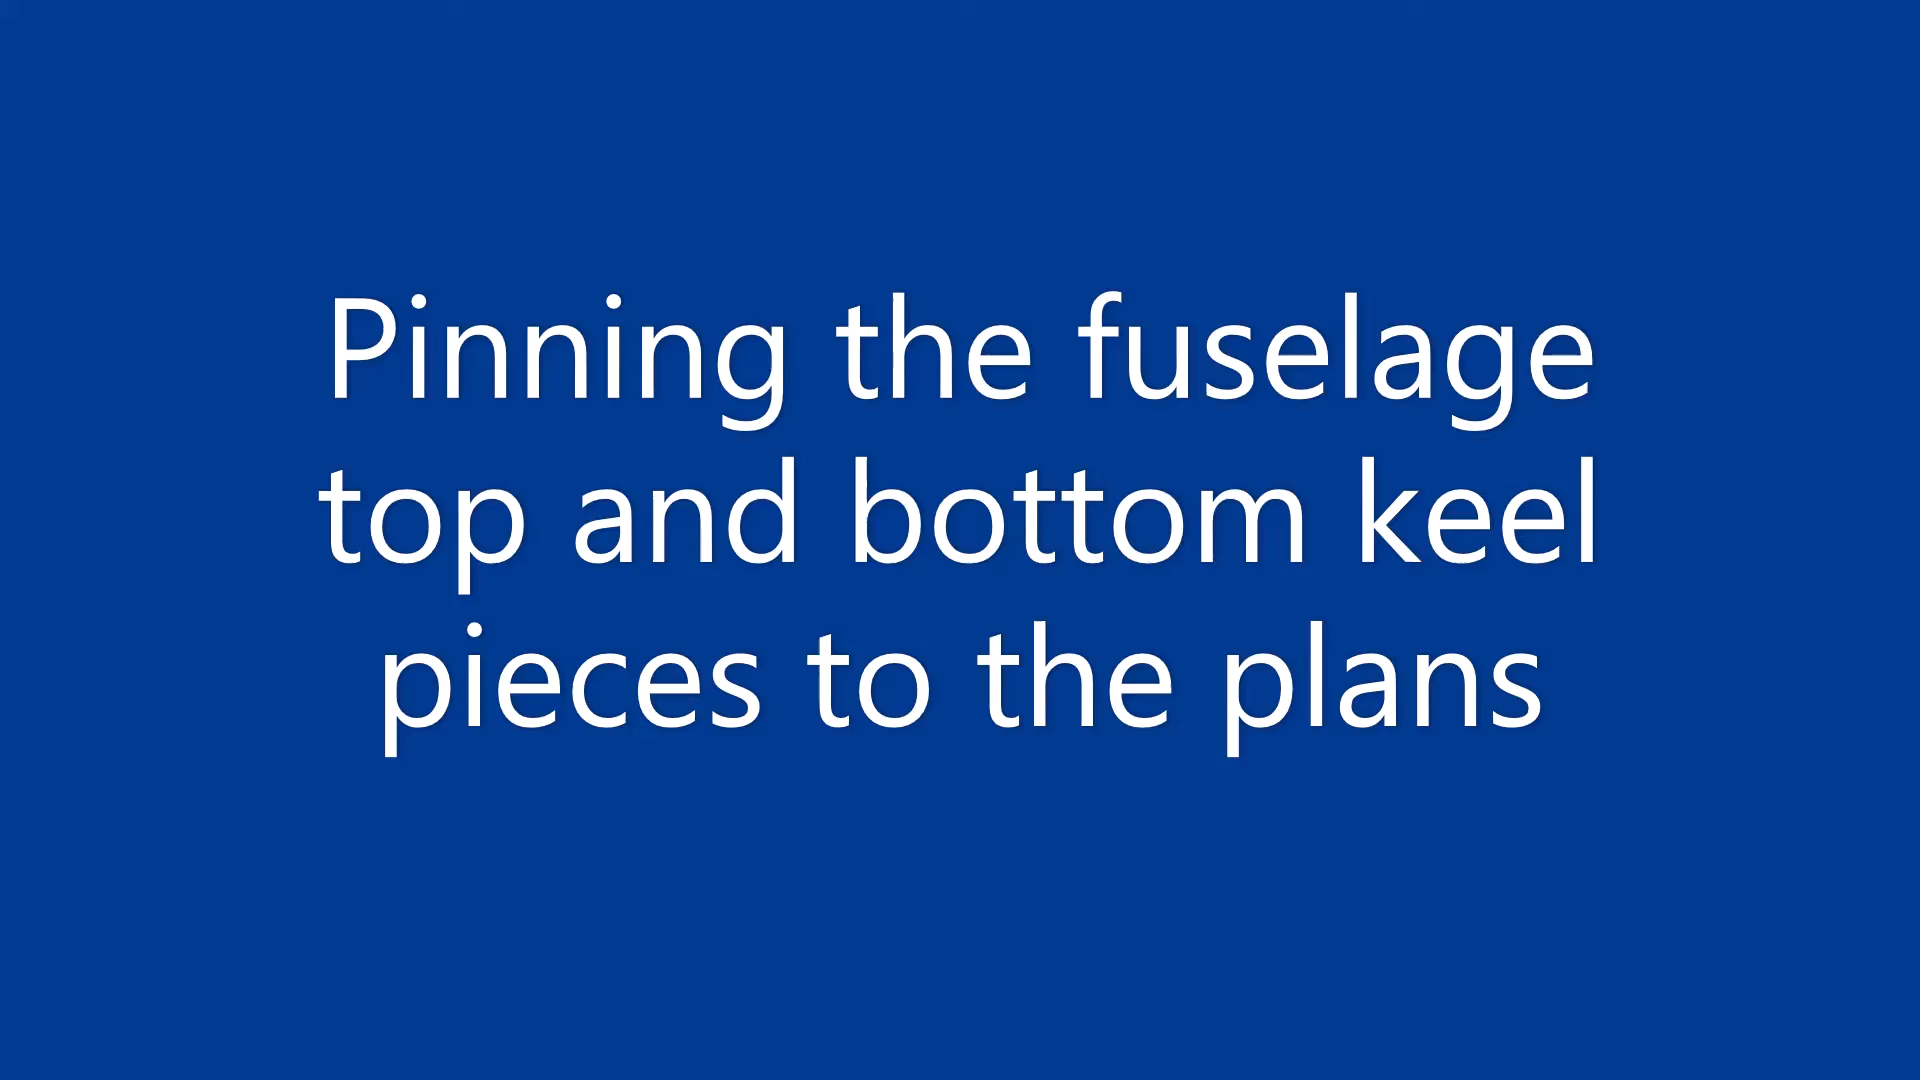 Pinning the fuselage
top and bottom keel
pieces to the plans